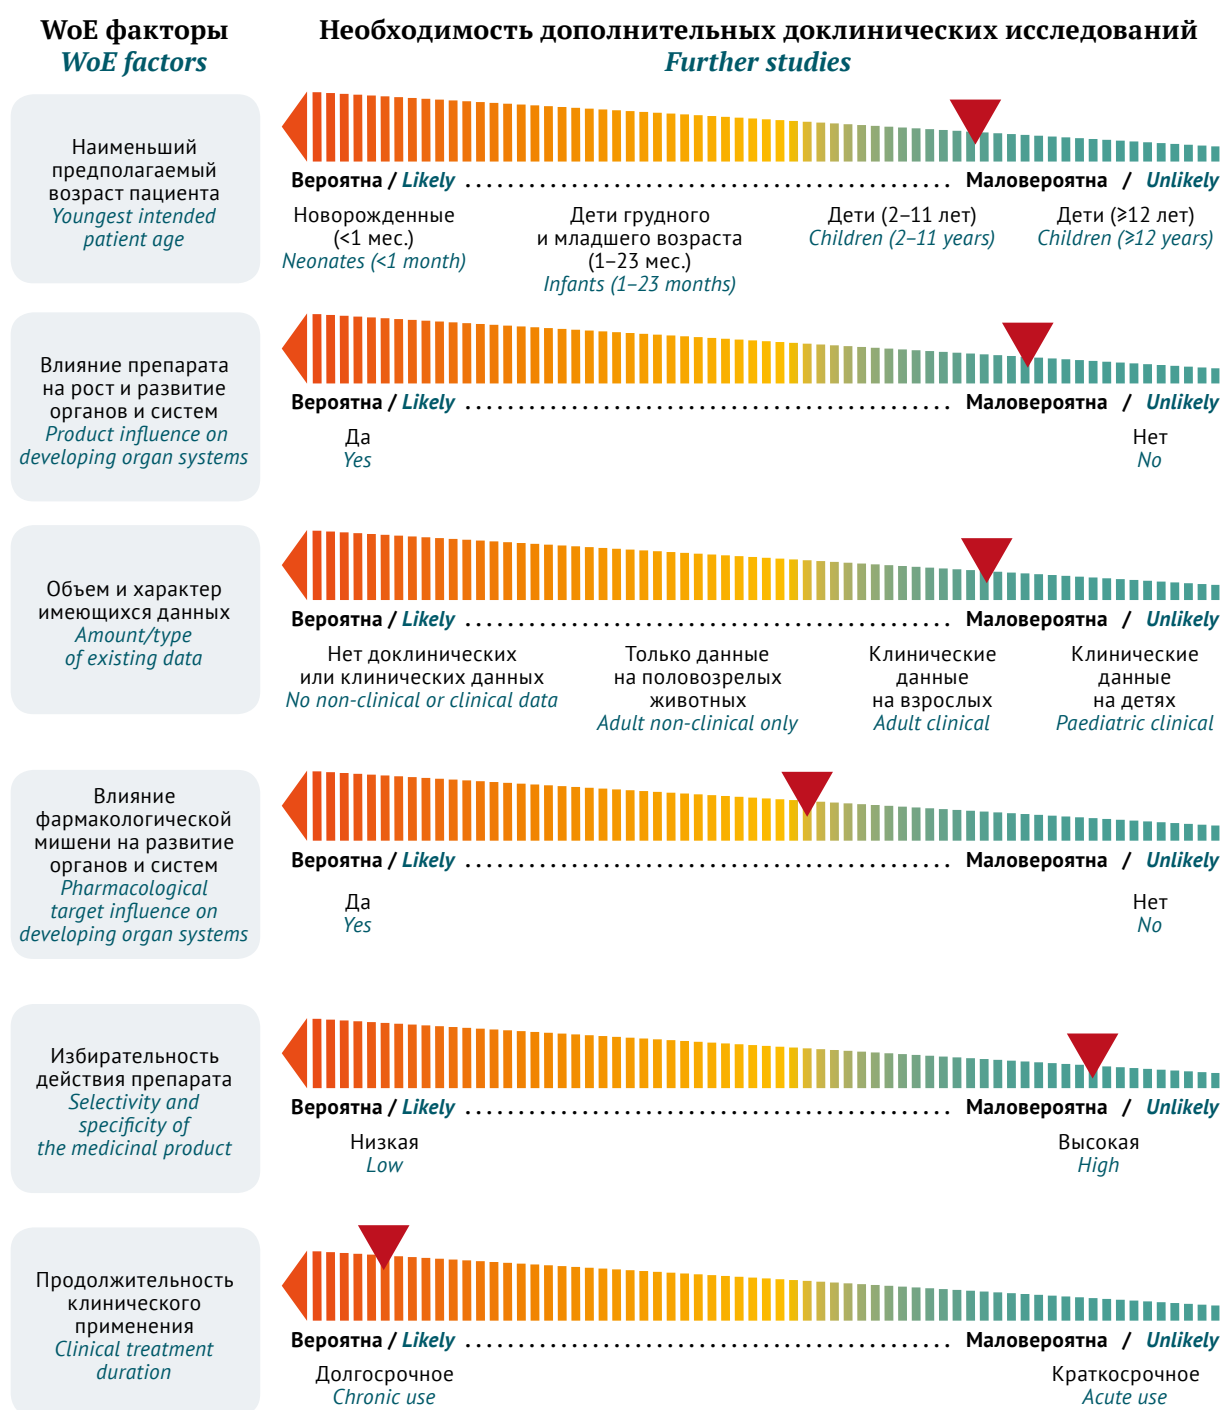 WoE факторы
WoE factors
Необходимость дополнительных доклинических исследований
Further studies
Наименьший
предполагаемый
возраст пациента
Youngest intended
patient age
Вероятна / Likely ................................................ Маловероятна / Unlikely
Новорожденные
(<1 мес.)
Neonates (<1 month)
Дети грудного
и младшего возраста
(1–23 мес.)
Infants (1–23 months)
Дети (2–11 лет)
Children (2–11 years)
Дети (⩾12 лет)
Children (⩾12 years)
Влияние препарата
на рост и развитие
органов и систем
Product influence on
developing organ systems
Вероятна / Likely ................................................ Маловероятна / Unlikely
Да
Yes
Нет
No
Объем и характер
имеющихся данных
Amount/type
of existing data
Вероятна / Likely ................................................ Маловероятна / Unlikely
Нет доклинических
или клинических данных
No non-clinical or clinical data
Только данные
на половозрелых
животных
Adult non-clinical only
Клинические
данные
на взрослых
Adult clinical
Клинические
данные
на детях
Paediatric clinical
Влияние
фармакологической
мишени на развитие
органов и систем
Pharmacological
target influence on
developing organ systems
Вероятна / Likely ................................................ Маловероятна / Unlikely
Да
Yes
Нет
No
Избирательность
действия препарата
Selectivity and
specificity of
the medicinal product
Вероятна / Likely ................................................ Маловероятна / Unlikely
Низкая
Low
Высокая
High
Продолжительность
клинического
применения
Clinical treatment
duration
Вероятна / Likely ................................................ Маловероятна / Unlikely
Долгосрочное
Chronic use
Краткосрочное
Acute use